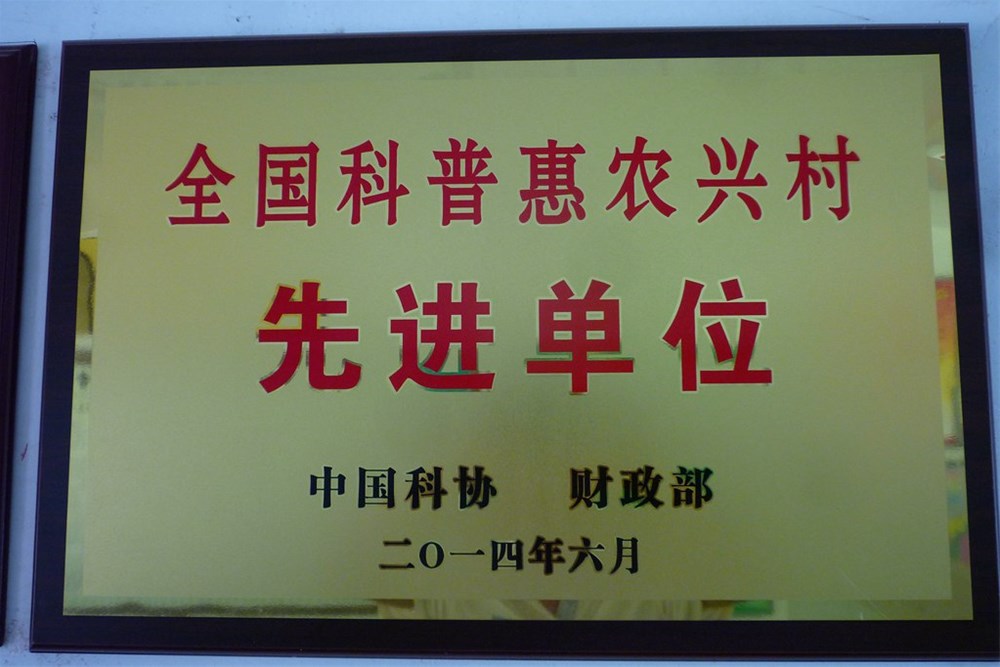 全国科普惠农兴村
先进单位
中国科协 财政部
二〇一四年六月